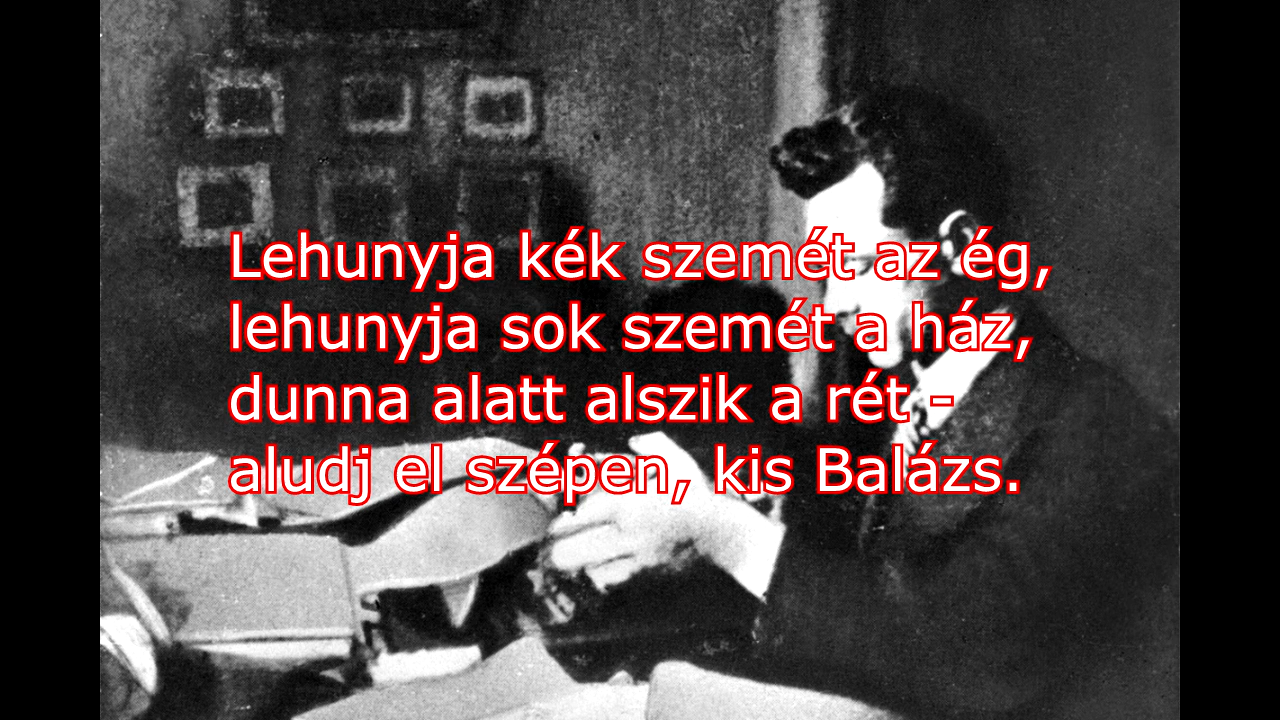 Lehunyja kék szemét az ég,
lehunyja sok szemét a ház,
dunna alatt alszik a rét -
aludj el szépen, kis Balázs.